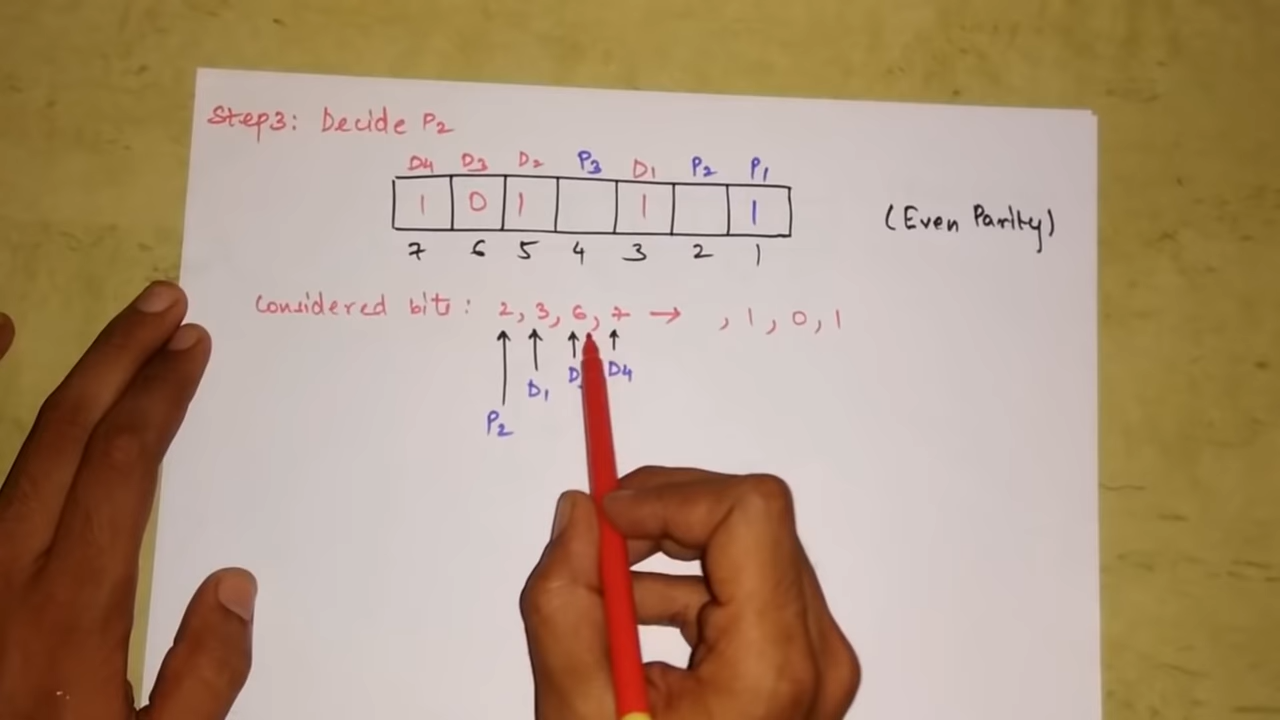 Step3: Decide P2
D4 D3 D2 P3 D1 P2 P1
1 0 1 1 1
(Even Parity)
7 6 5 4 3 2 1
Considered bits: 2, 3, 6, 7 → , 1, 0, 1
D1 D4
P2